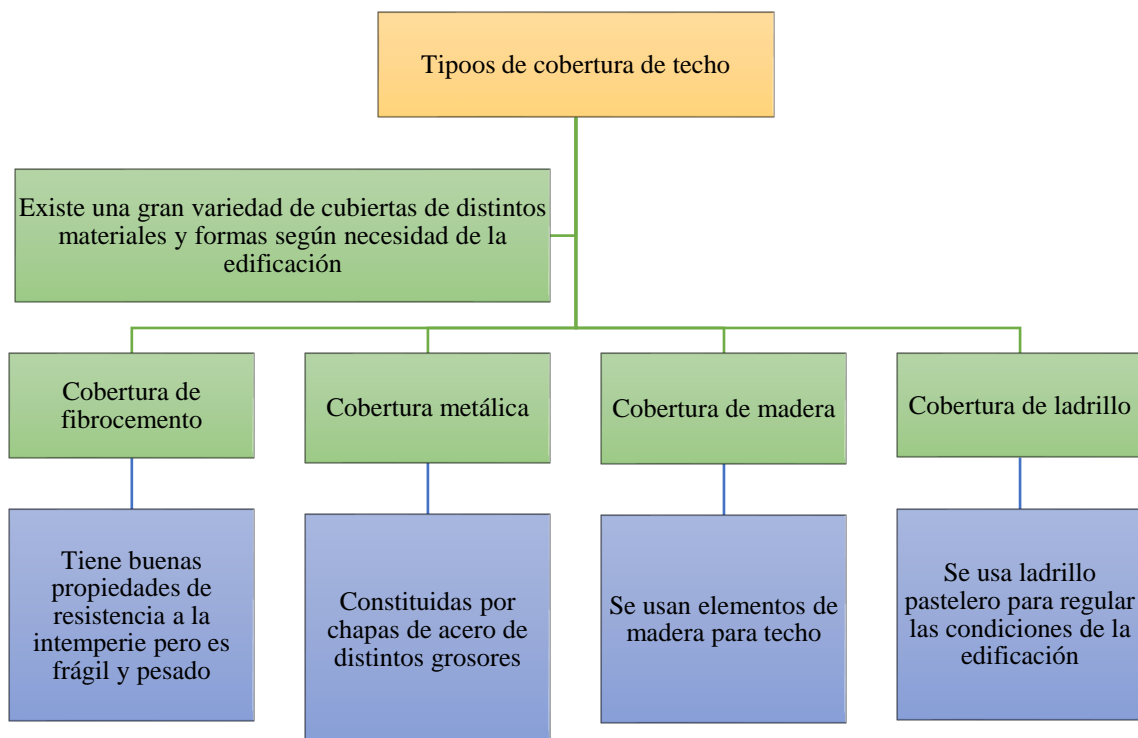 Tipoos de cobertura de techo
Existe una gran variedad de cubiertas de distintos
materiales y formas según necesidad de la
edificación
Cobertura de
fibrocemento
Cobertura metálica
Cobertura de madera
Cobertura de ladrillo
Tiene buenas
propiedades de
resistencia a la
intemperie pero es
frágil y pesado
Constituidas por
chapas de acero de
distintos grosores
Se usan elementos de
madera para techo
Se usa ladrillo
pastelero para regular
las condiciones de la
edificación